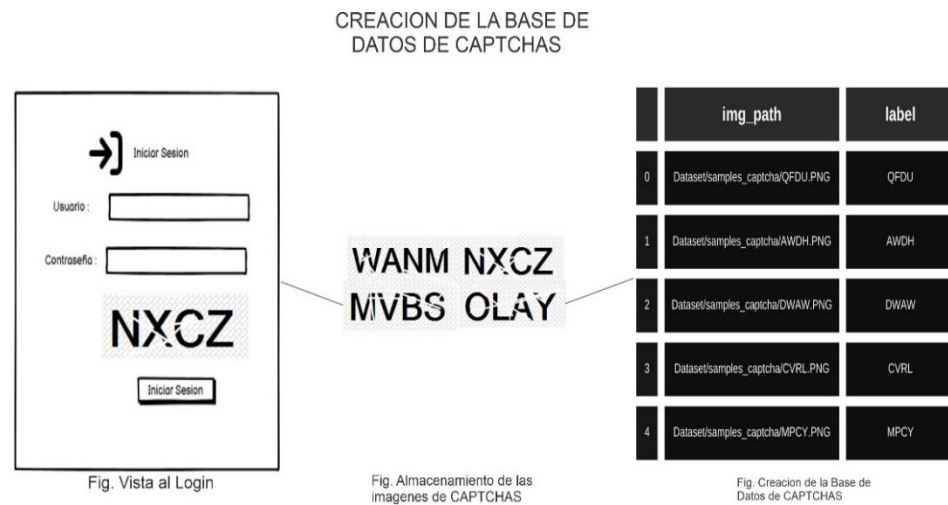 CREACION DE LA BASE DE
DATOS DE CAPTCHAS
Iniciar Sesion
Usuario :
Contraseña :
NXCZ
Iniciar Sesion
Fig. Vista al Login
WANM NXCZ
MVBS OLAY
Fig. Almacenamiento de las
imagenes de CAPTCHAS
img_path label
0 Dataset/samples_captcha/QFDU.PNG QFDU
1 Dataset/samples_captcha/AWDH.PNG AWDH
2 Dataset/samples_captcha/DWAW.PNG DWAW
3 Dataset/samples_captcha/CVRL.PNG CVRL
4 Dataset/samples_captcha/MPCY.PNG MPCY
Fig. Creacion de la Base de
Datos de CAPTCHAS